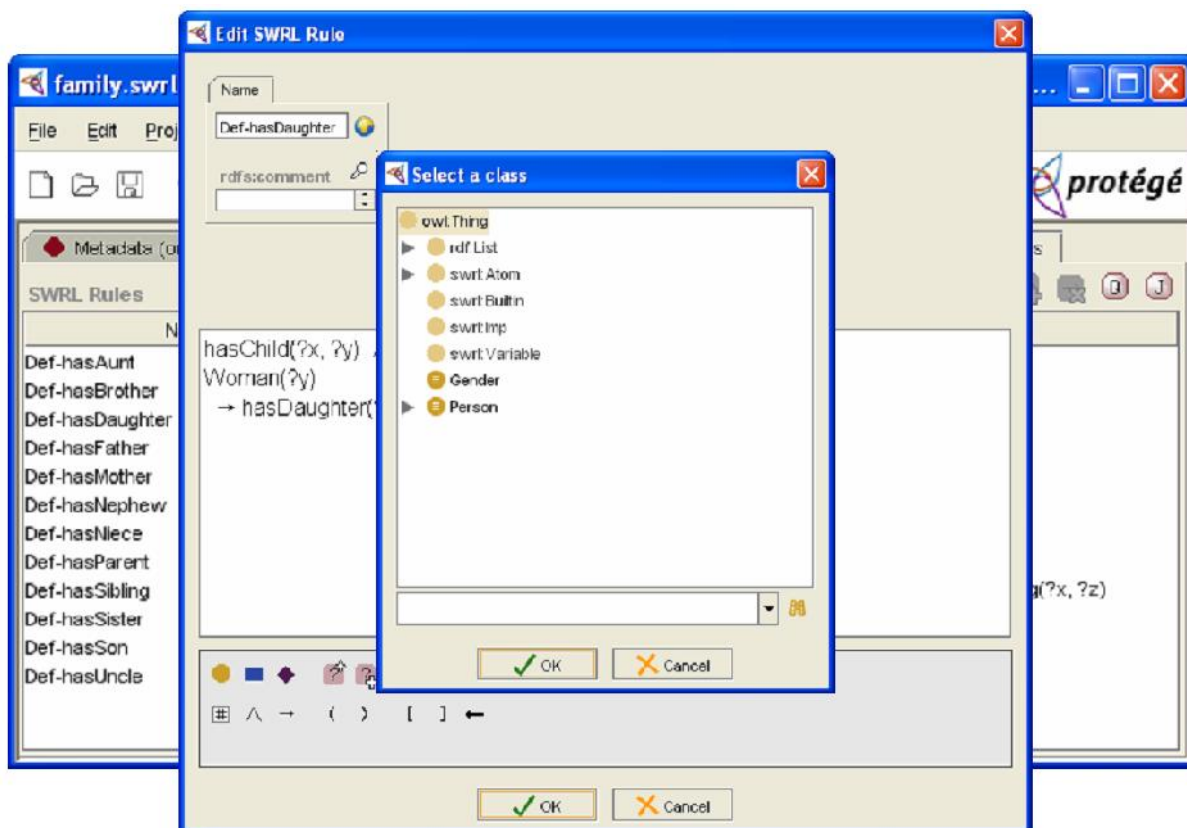 Edit SWRL Rule
family.swrl
...
File Edit Proj
protégé
Name
Def-hasDaughter
rdfs:comment
Select a class
owl:Thing
rdf:List
swrl:Atom
swrl:Builtin
swrl:Imp
swrl:Variable
Gender
Person
OK Cancel
Metadata (o
s
SWRL Rules
N
Def-hasAunt
Def-hasBrother
Def-hasDaughter
Def-hasFather
Def-hasMother
Def-hasNephew
Def-hasNiece
Def-hasParent
Def-hasSibling
Def-hasSister
Def-hasSon
Def-hasUncle
hasChild(?x, ?y)
Woman(?y)
→ hasDaughter(
(?x, ?z)
# ∧ → ( ) [ ] ←
OK Cancel